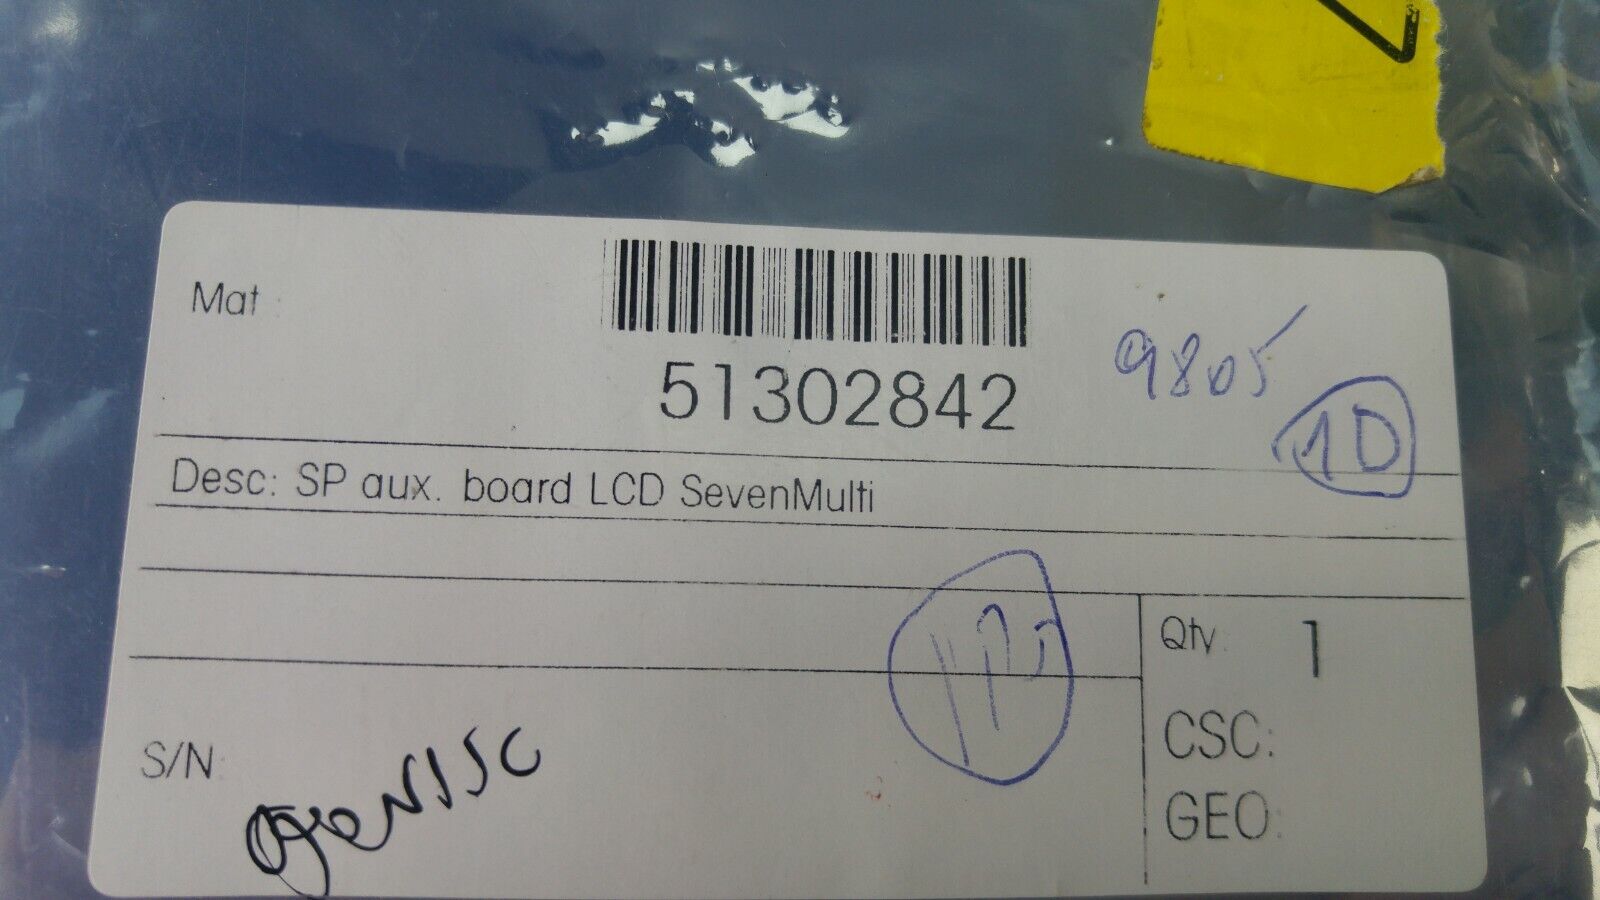 Mat :
51302842
9805
10
Desc: SP aux. board LCD SevenMulti
Qty: 1
S/N:
CSC:
GEO: